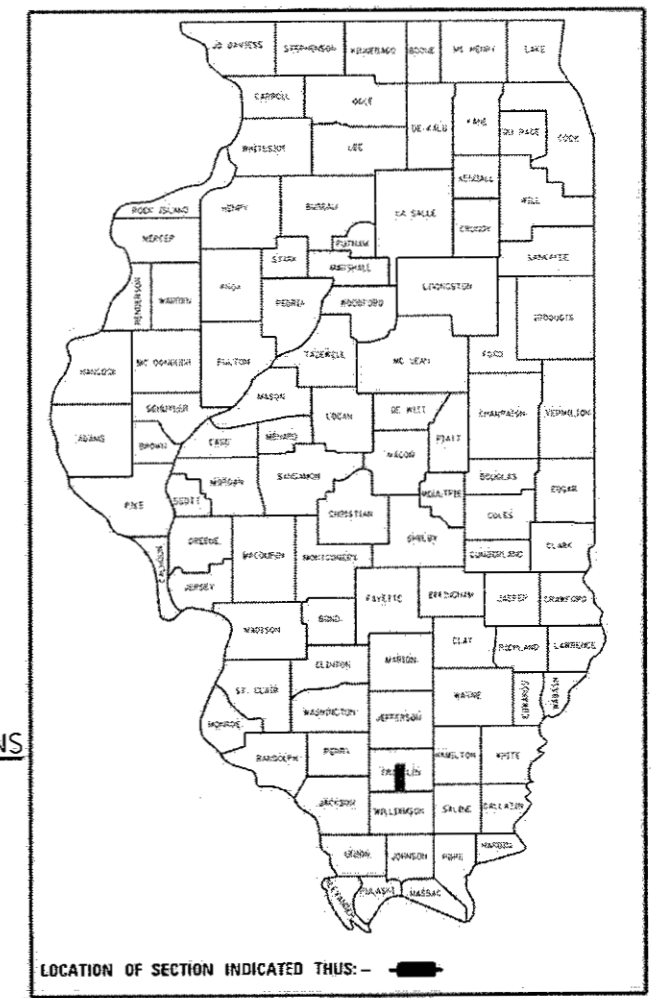 JO DAVIESS STEPHENSON WINNEBAGO BOONE MC HENRY LAKE
CARROLL OGLE DE KALB KANE DU PAGE COOK
WHITESIDE LEE KENDALL WILL
ROCK ISLAND HENRY BUREAU LA SALLE GRUNDY
MERCER PUTNAM KANKAKEE
STARK MARSHALL LIVINGSTON
HENDERSON WARREN KNOX PEORIA WOODFORD IROQUOIS
HANCOCK MC DONOUGH FULTON TAZEWELL MC LEAN FORD
MASON
SCHUYLER LOGAN DE WITT CHAMPAIGN VERMILION
ADAMS BROWN CASS MENARD MACON PIATT
MORGAN SANGAMON DOUGLAS EDGAR
PIKE SCOTT CHRISTIAN MOULTRIE COLES
GREENE MACOUPIN MONTGOMERY SHELBY CUMBERLAND CLARK
CALHOUN JERSEY FAYETTE EFFINGHAM JASPER CRAWFORD
MADISON BOND CLAY RICHLAND LAWRENCE
CLINTON MARION
ST. CLAIR WAYNE EDWARDS WABASH
MONROE WASHINGTON JEFFERSON
NS
RANDOLPH PERRY HAMILTON WHITE
JACKSON WILLIAMSON SALINE GALLATIN
UNION JOHNSON POPE HARDIN
ALEXANDER PULASKI MASSAC
LOCATION OF SECTION INDICATED THUS: -